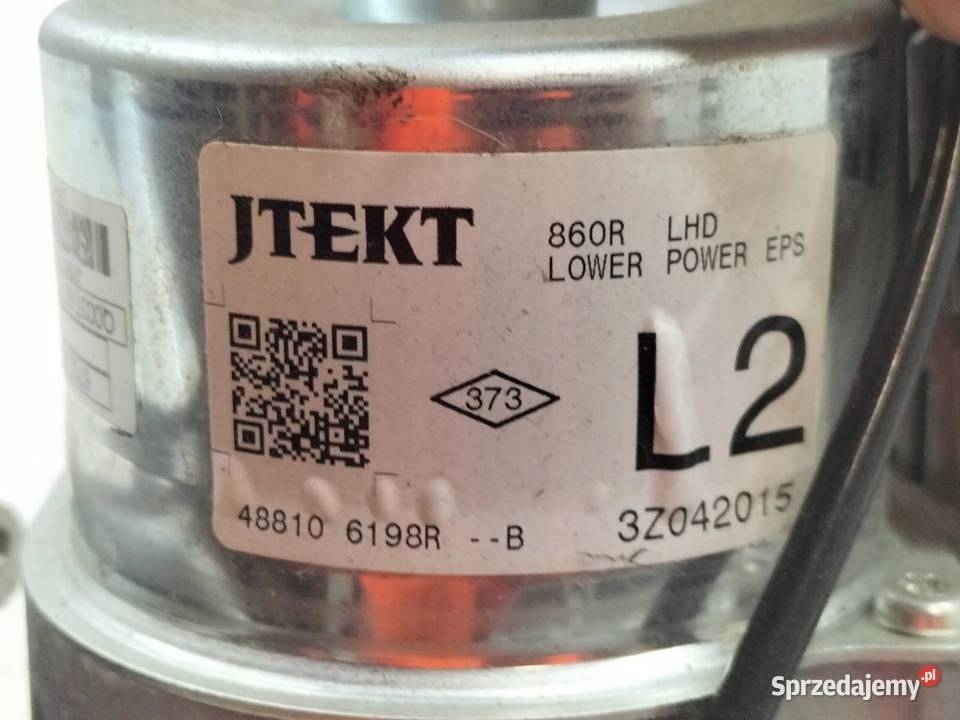 JTEKT
860R LHD
LOWER POWER EPS
373
L2
48810 6198R --B
3Z042015
Sprzedajemy.pl